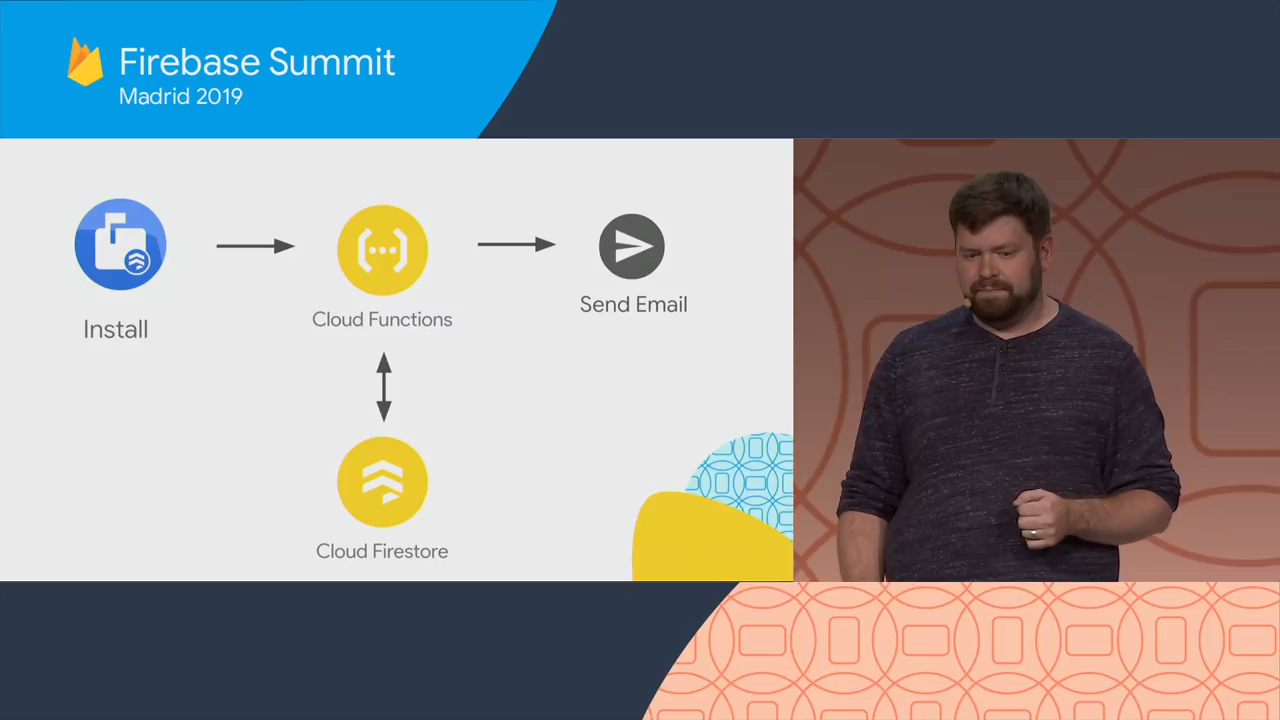 Firebase Summit
Madrid 2019
Install
Cloud Functions
Send Email
Cloud Firestore